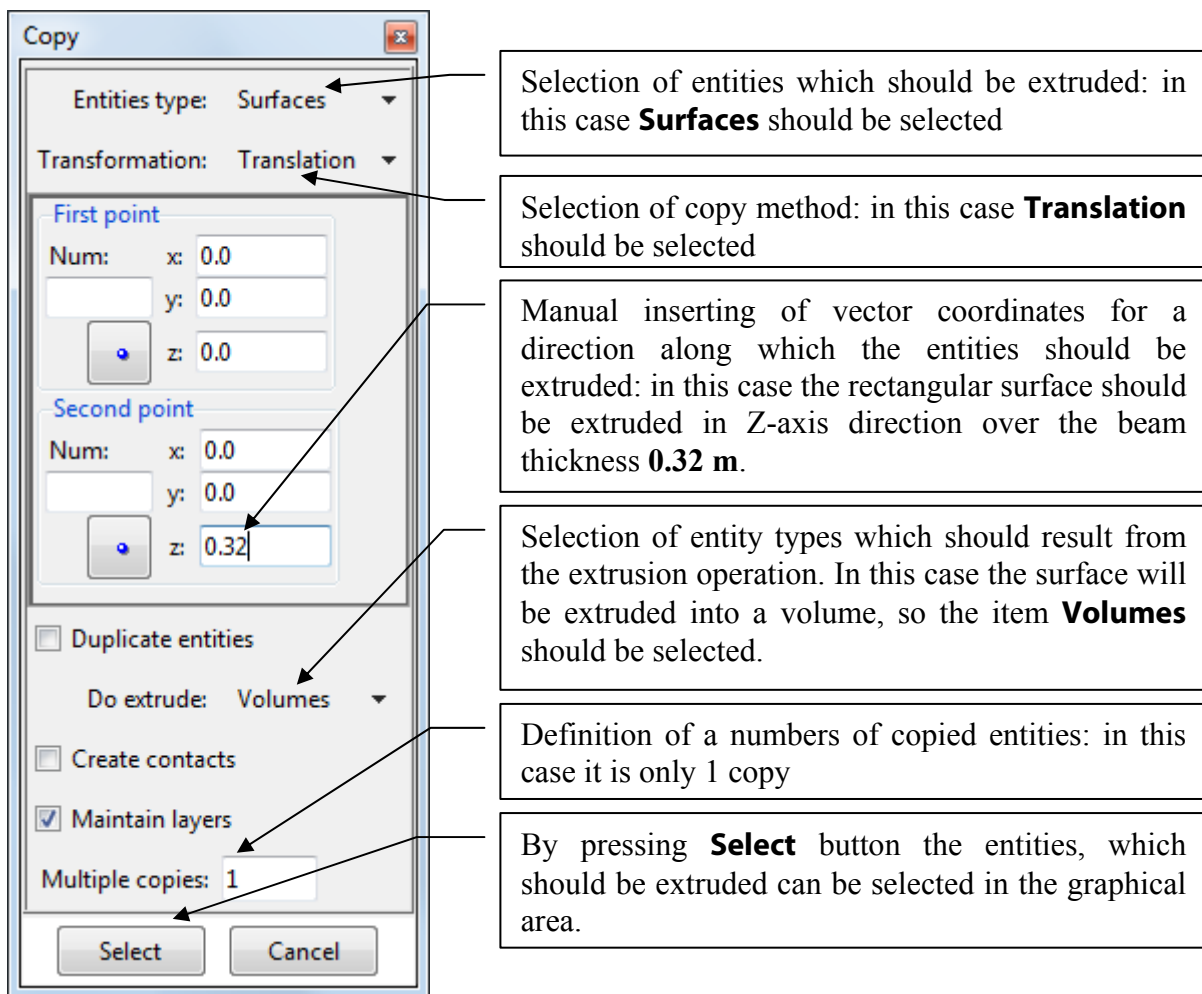 Copy
Entities type: Surfaces
Transformation: Translation
First point
Num: x: 0.0
y: 0.0
z: 0.0
Second point
Num: x: 0.0
y: 0.0
z: 0.32
Duplicate entities
Do extrude: Volumes
Create contacts
Maintain layers
Multiple copies: 1
Select Cancel
Selection of entities which should be extruded: in
this case Surfaces should be selected
Selection of copy method: in this case Translation
should be selected
Manual inserting of vector coordinates for a
direction along which the entities should be
extruded: in this case the rectangular surface should
be extruded in Z-axis direction over the beam
thickness 0.32 m.
Selection of entity types which should result from
the extrusion operation. In this case the surface will
be extruded into a volume, so the item Volumes
should be selected.
Definition of a numbers of copied entities: in this
case it is only 1 copy
By pressing Select button the entities, which
should be extruded can be selected in the graphical
area.